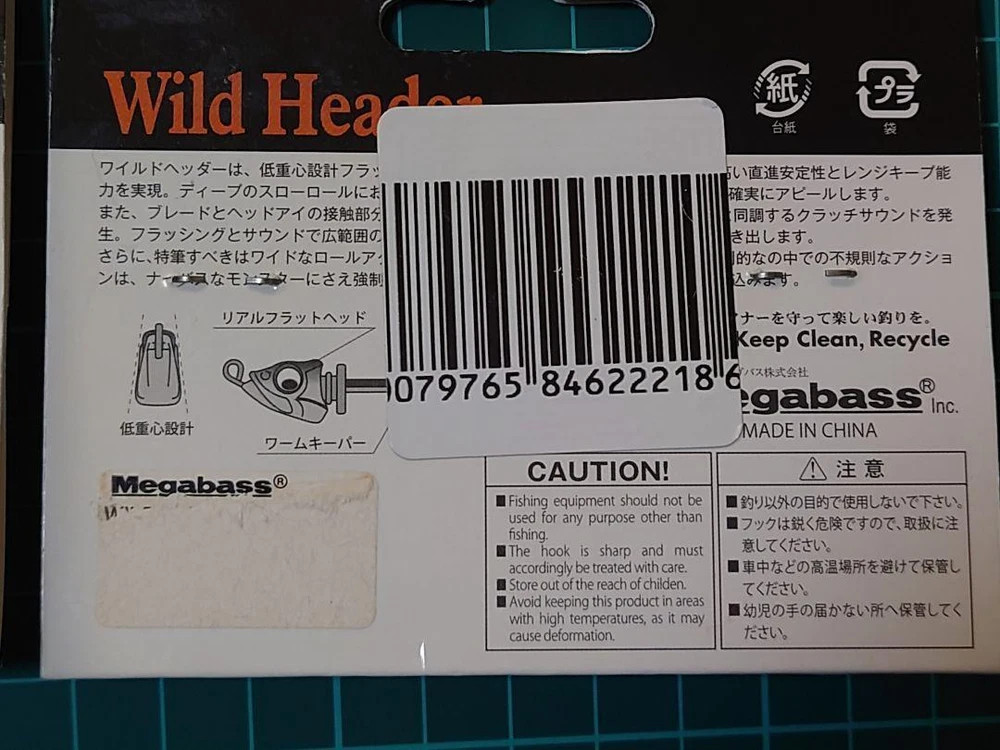 Wild Header
紙
台紙
プラ
袋
ワイルドヘッダーは、低重心設計フラッ
い直進安定性とレンジキープ能
力を実現。ディープのスローロールにお
確実にアピールします。
また、ブレードとヘッドアイの接触部分
同調するクラッチサウンドを発
生。フラッシングとサウンドで広範囲の
き出します。
さらに、特筆すべきはワイドなロールアク
的なの中での不規則なアクショ
ンは、ナーバスなモンスターにさえ強制
込みます。
リアルフラットヘッド
低重心設計
ワームキーパー
079765 84622218 6
ナーを守って楽しい釣りを。
Keep Clean, Recycle
バス株式会社
egabass® Inc.
MADE IN CHINA
Megabass®
CAUTION!
■Fishing equipment should not be
used for any purpose other than
fishing.
■The hook is sharp and must
accordingly be treated with care.
■Store out of the reach of childen.
■Avoid keeping this product in areas
with high temperatures, as it may
cause deformation.
⚠注意
■釣り以外の目的で使用しないで下さい。
■フックは鋭く危険ですので、取扱に注
意してください。
■車中などの高温場所を避けて保管し
てください。
■幼児の手の届かない所へ保管してく
ださい。